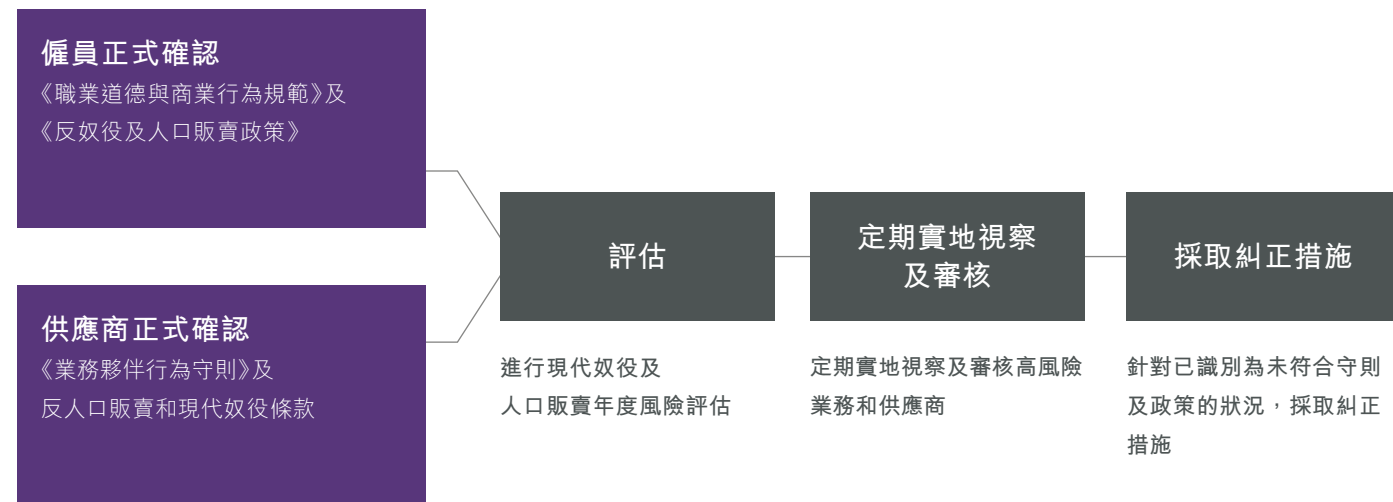 僱員正式確認
《職業道德與商業行為規範》及
《反奴役及人口販賣政策》
供應商正式確認
《業務夥伴行為守則》及
反人口販賣和現代奴役條款
評估
進行現代奴役及
人口販賣年度風險評估
定期實地視察
及審核
定期實地視察及審核高風險
業務和供應商
採取糾正措施
針對已識別為未符合守則
及政策的狀況，採取糾正
措施